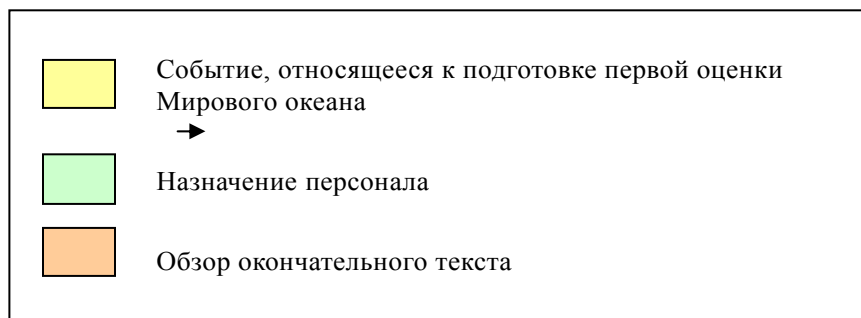 Событие, относящееся к подготовке первой оценки
Мирового океана
Назначение персонала
Обзор окончательного текста